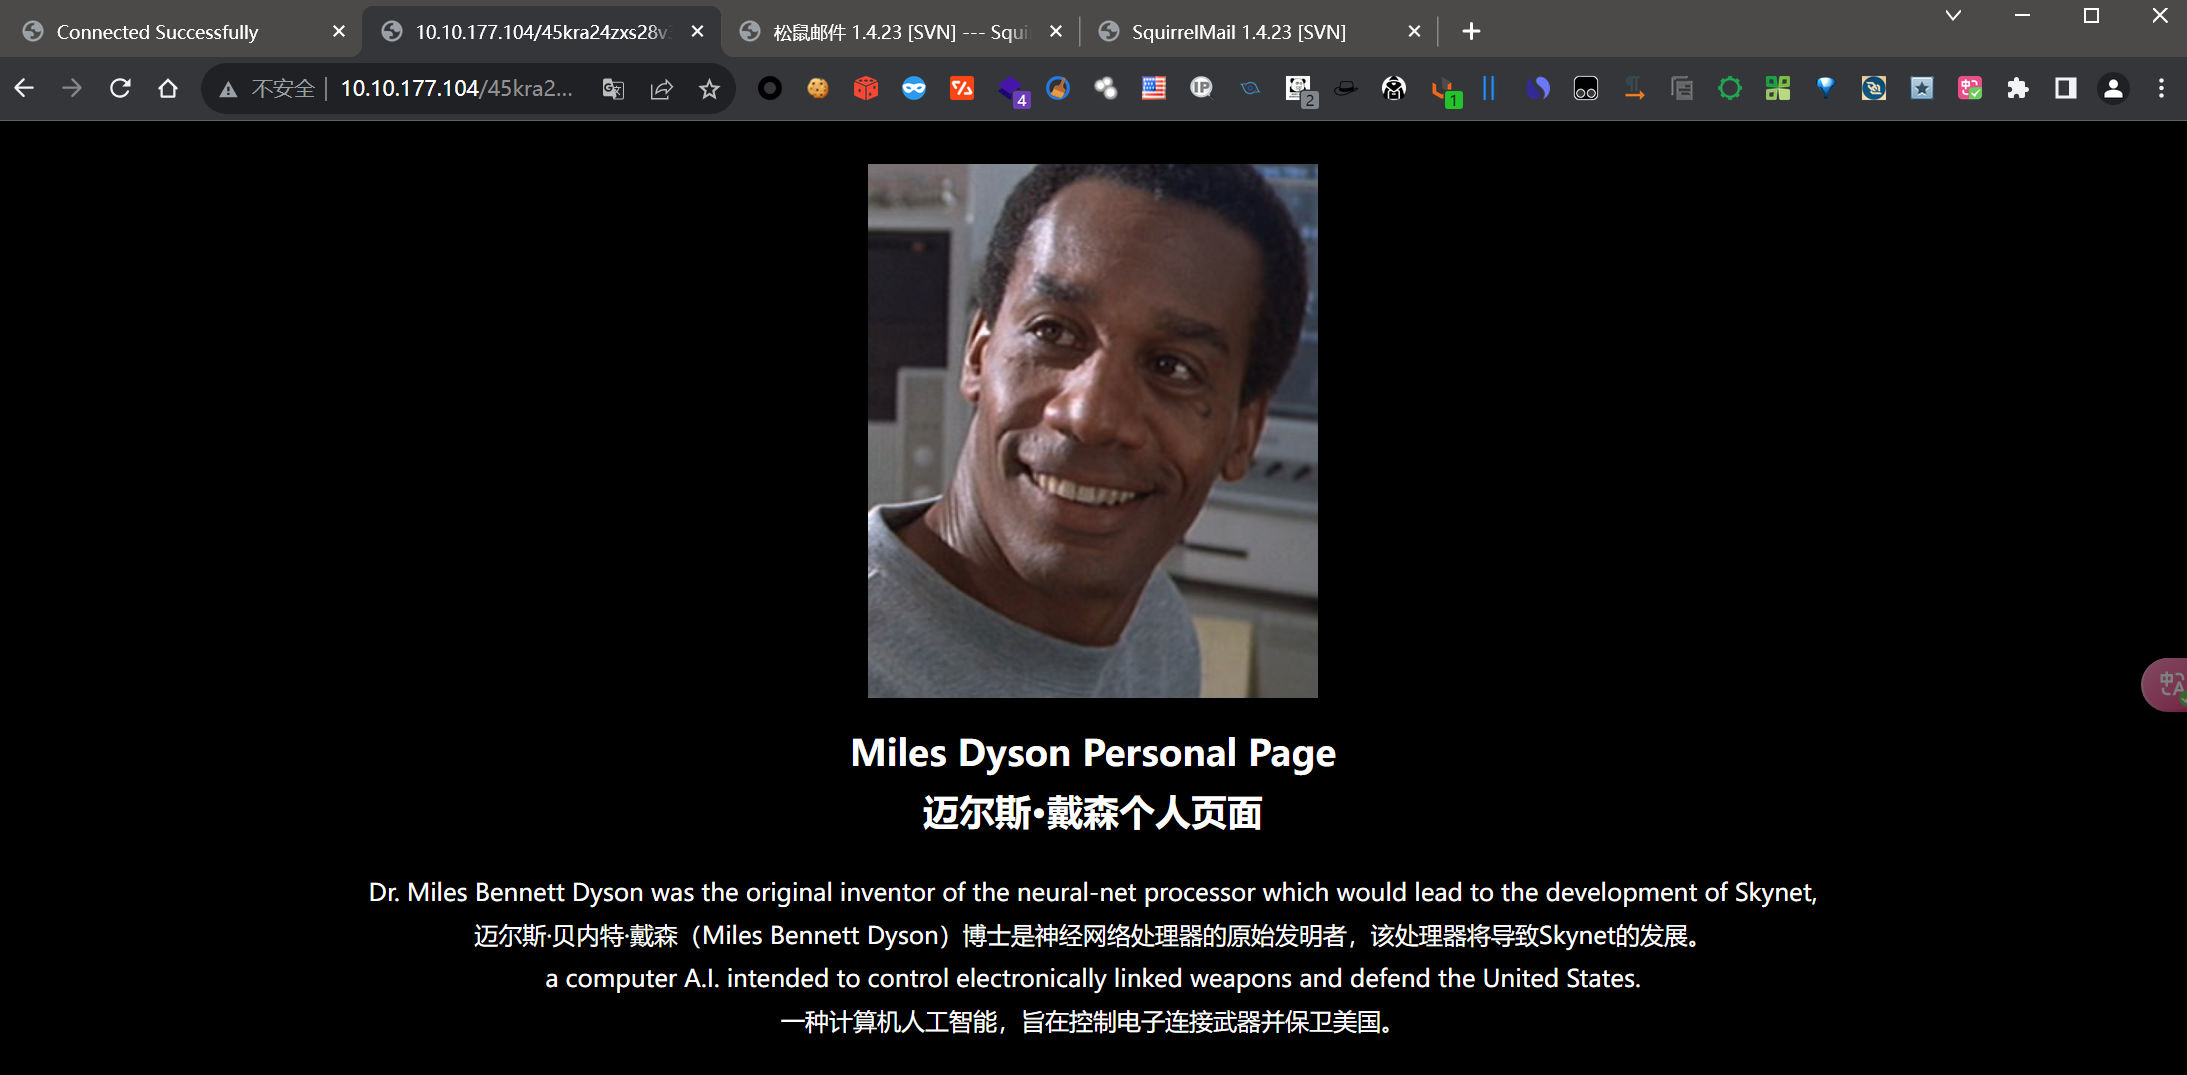 Connected Successfully
10.10.177.104/45kra24zxs28v
松鼠邮件 1.4.23 [SVN] --- Squi
SquirrelMail 1.4.23 [SVN]
不安全 10.10.177.104/45kra2...
4
IP
2
1
Miles Dyson Personal Page
迈尔斯•戴森个人页面
Dr. Miles Bennett Dyson was the original inventor of the neural-net processor which would lead to the development of Skynet,
迈尔斯·贝内特·戴森（Miles Bennett Dyson）博士是神经网络处理器的原始发明者，该处理器将导致Skynet的发展。
a computer A.I. intended to control electronically linked weapons and defend the United States.
一种计算机人工智能，旨在控制电子连接武器并保卫美国。
中
A